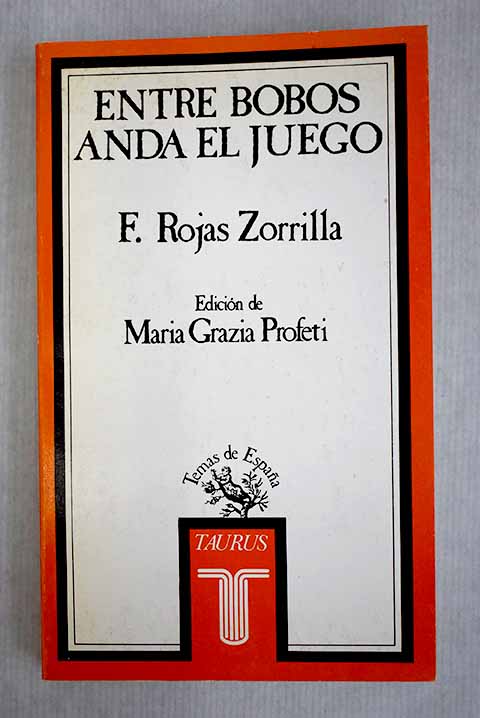 ENTRE BOBOS
ANDA EL JUEGO
F. Rojas Zorrilla
Edición de
Maria Grazia Profeti
Temas de España
TAURUS